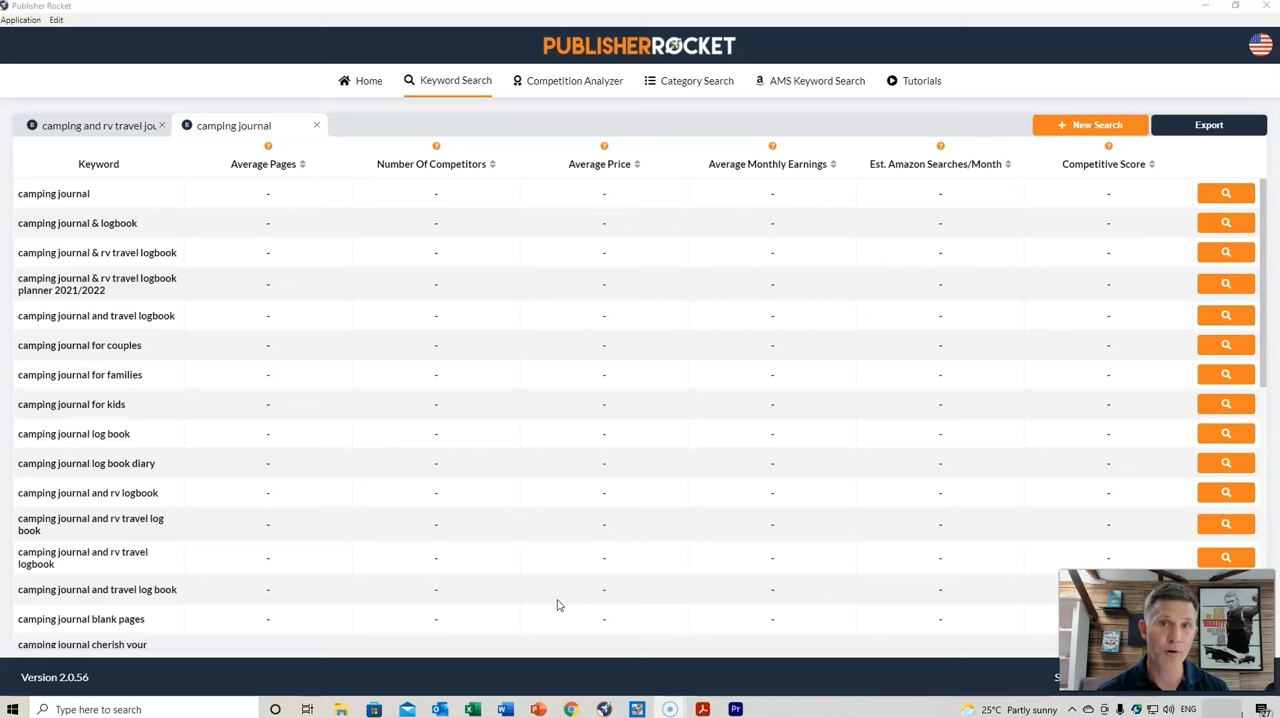 Publisher Rocket
Application Edit
PUBLISHERROCKET
Home Keyword Search Competition Analyzer Category Search AMS Keyword Search Tutorials
camping and rv travel jou camping journal + New Search Export
Keyword Average Pages Number Of Competitors Average Price Average Monthly Earnings Est. Amazon Searches/Month Competitive Score
camping journal - - - - - -
camping journal & logbook - - - - - -
camping journal & rv travel logbook - - - - - -
camping journal & rv travel logbook
planner 2021/2022 - - - - - -
camping journal and travel logbook - - - - - -
camping journal for couples - - - - - -
camping journal for families - - - - - -
camping journal for kids - - - - - -
camping journal log book - - - - - -
camping journal log book diary - - - - - -
camping journal and rv logbook - - - - - -
camping journal and rv travel log
book - - - - - -
camping journal and rv travel
logbook - - - - - -
camping journal and travel log book - - - - -
camping journal blank pages - - - - -
camping journal cherish your
Version 2.0.56
Type here to search 25°C Partly sunny ENG